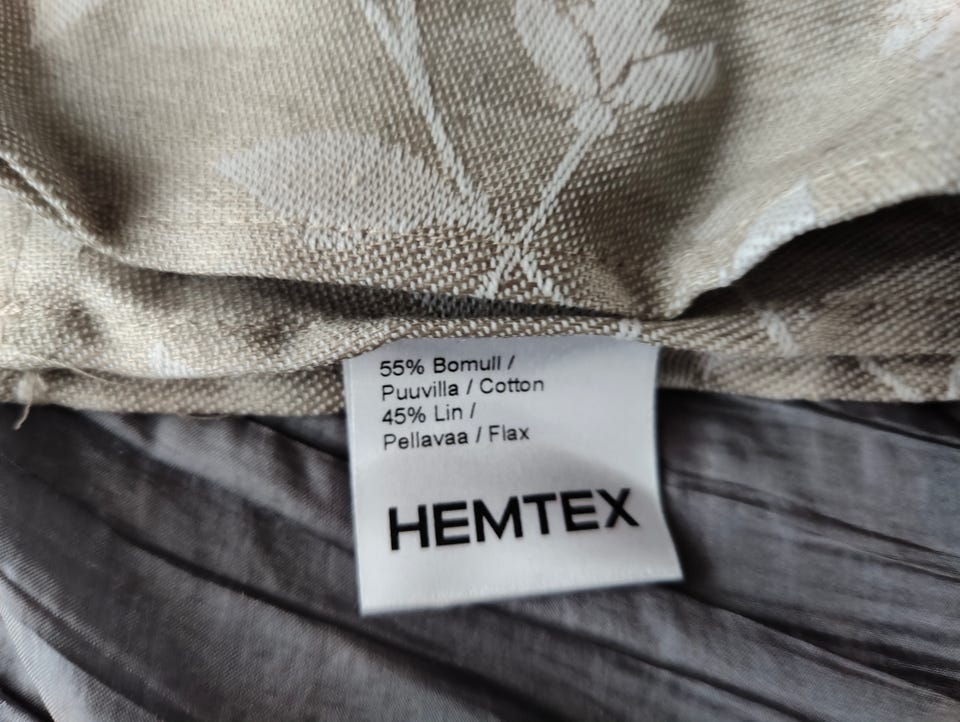 55% Bomull /
Puuvilla / Cotton
45% Lin /
Pellavaa / Flax
HEMTEX